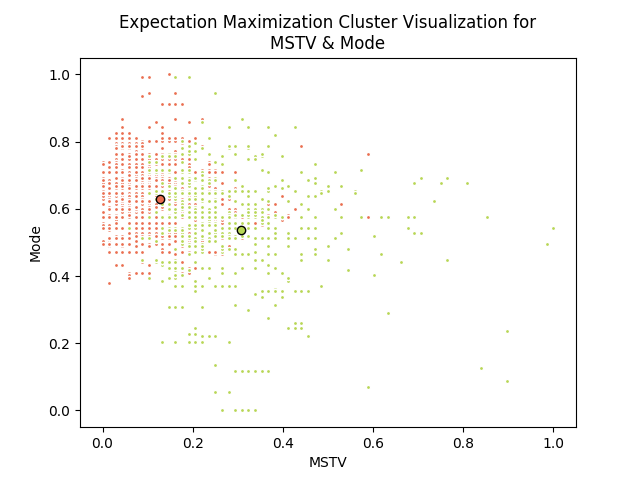 Expectation Maximization Cluster Visualization for
MSTV & Mode
1.0
0.8
0.6
0.4
0.2
0.0
Mode
0.0 0.2 0.4 0.6 0.8 1.0
MSTV